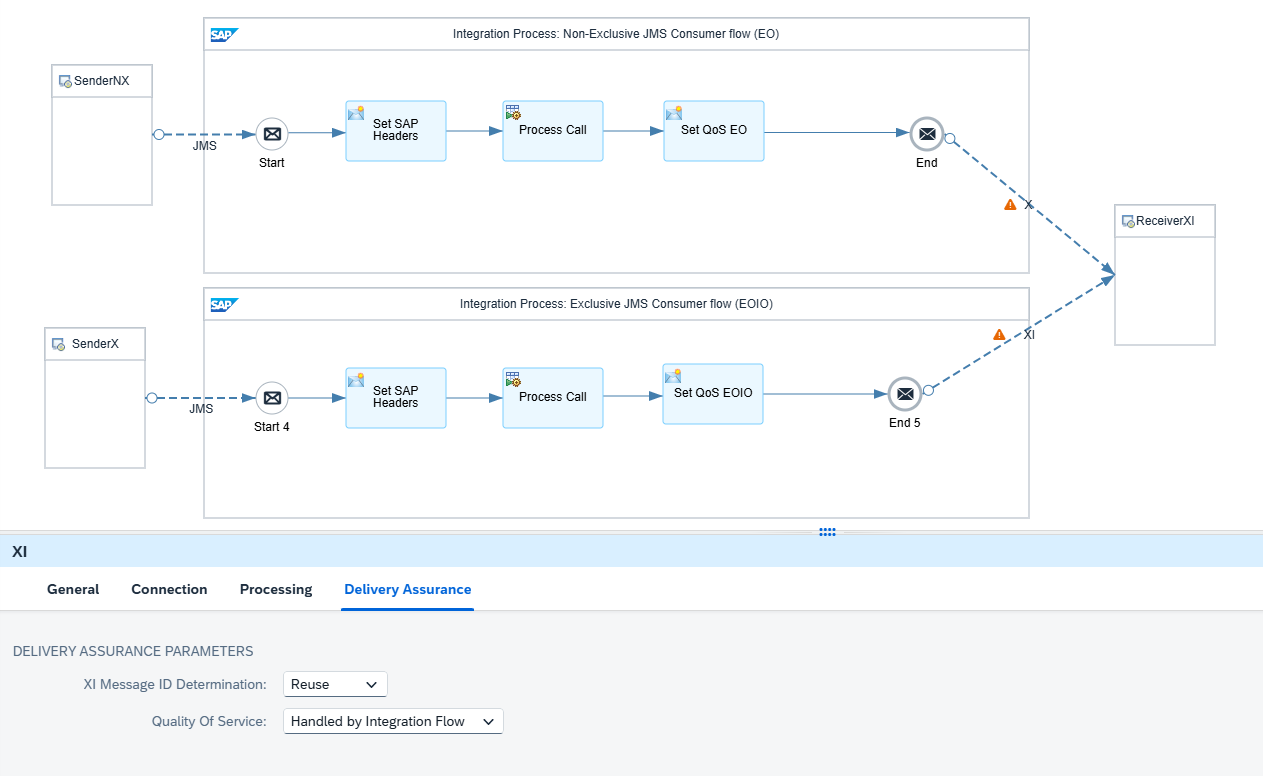 SAP
Integration Process: Non-Exclusive JMS Consumer flow (EO)
SenderNX
JMS
Start
Set SAP
Headers
Process Call
Set QoS EO
End
X
ReceiverXI
SAP
Integration Process: Exclusive JMS Consumer flow (EOIO)
SenderX
JMS
Start 4
Set SAP
Headers
Process Call
Set QoS EOIO
End 5
XI
XI
General Connection Processing Delivery Assurance
DELIVERY ASSURANCE PARAMETERS
XI Message ID Determination: Reuse
Quality Of Service: Handled by Integration Flow